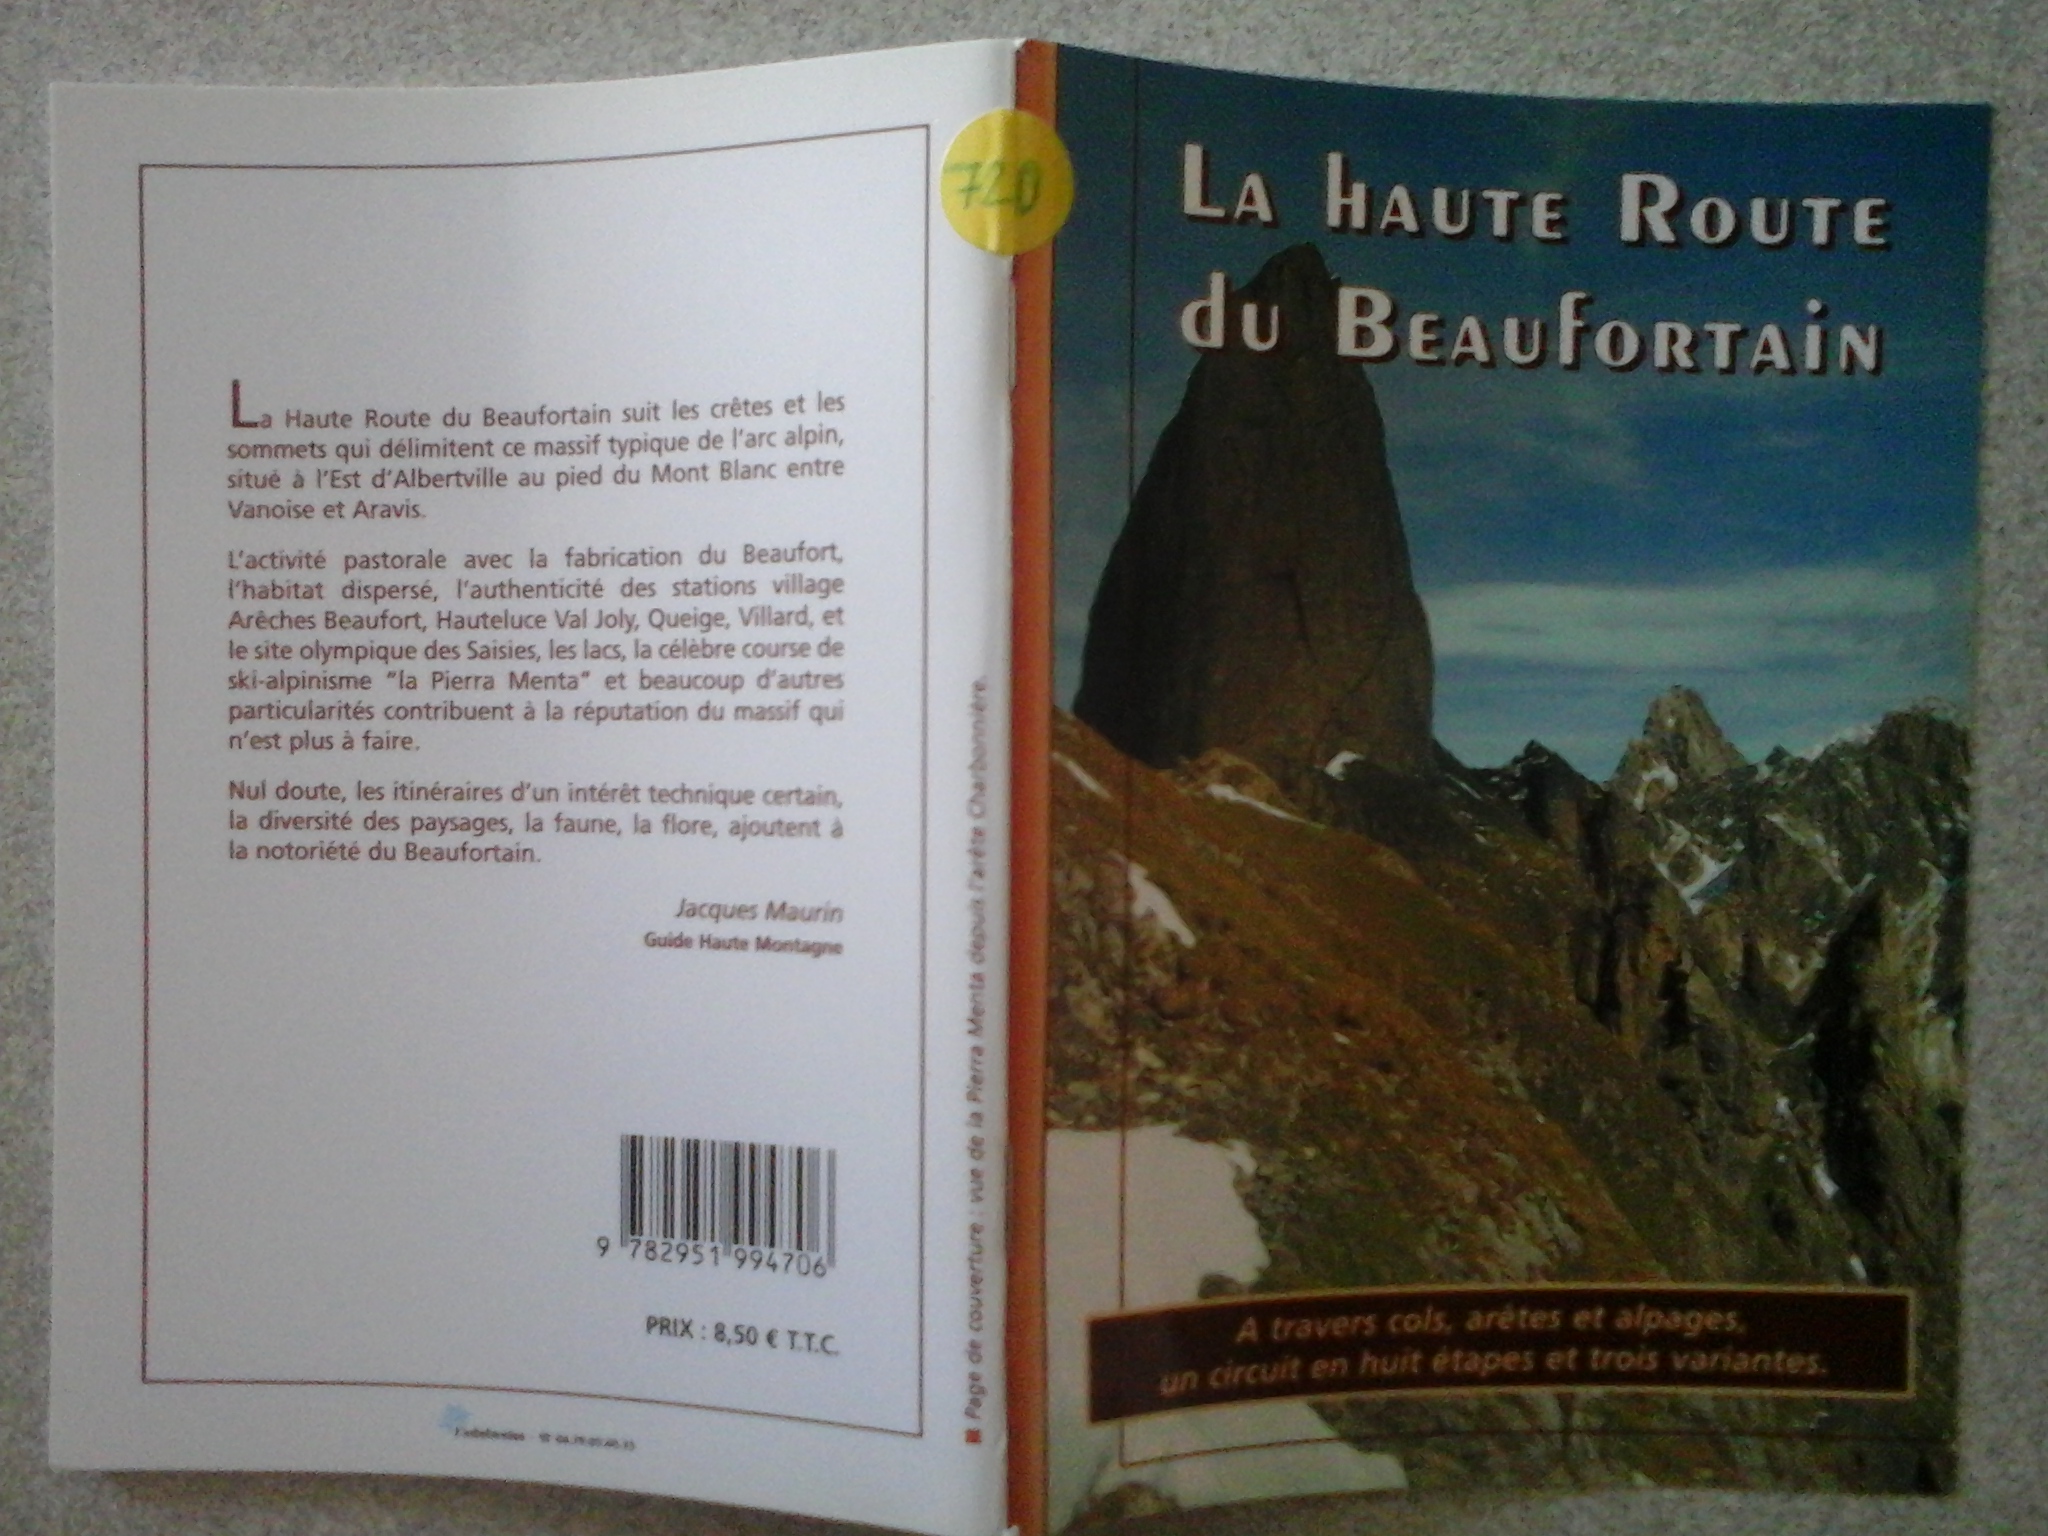 La Haute Route du Beaufortain suit les crêtes et les
sommets qui délimitent ce massif typique de l'arc alpin,
situé à l'Est d'Albertville au pied du Mont Blanc entre
Vanoise et Aravis.
L'activité pastorale avec la fabrication du Beaufort,
l'habitat dispersé, l'authenticité des stations village
Arêches Beaufort, Hauteluce Val Joly, Queige, Villard, et
le site olympique des Saisies, les lacs, la célèbre course de
ski-alpinisme "la Pierra Menta" et beaucoup d'autres
particularités contribuent à la réputation du massif qui
n'est plus à faire.
Nul doute, les itinéraires d'un intérêt technique certain,
la diversité des paysages, la faune, la flore, ajoutent à
la notoriété du Beaufortain.
Jacques Maurin
Guide Haute Montagne
9 782951 994706
PRIX : 8,50 € T.T.C.
Page de couverture : vue de la Pierra Menta depuis l'arête Charbonnière.
720
La Haute Route
du Beaufortain
A travers cols, arêtes et alpages,
un circuit en huit étapes et trois variantes.